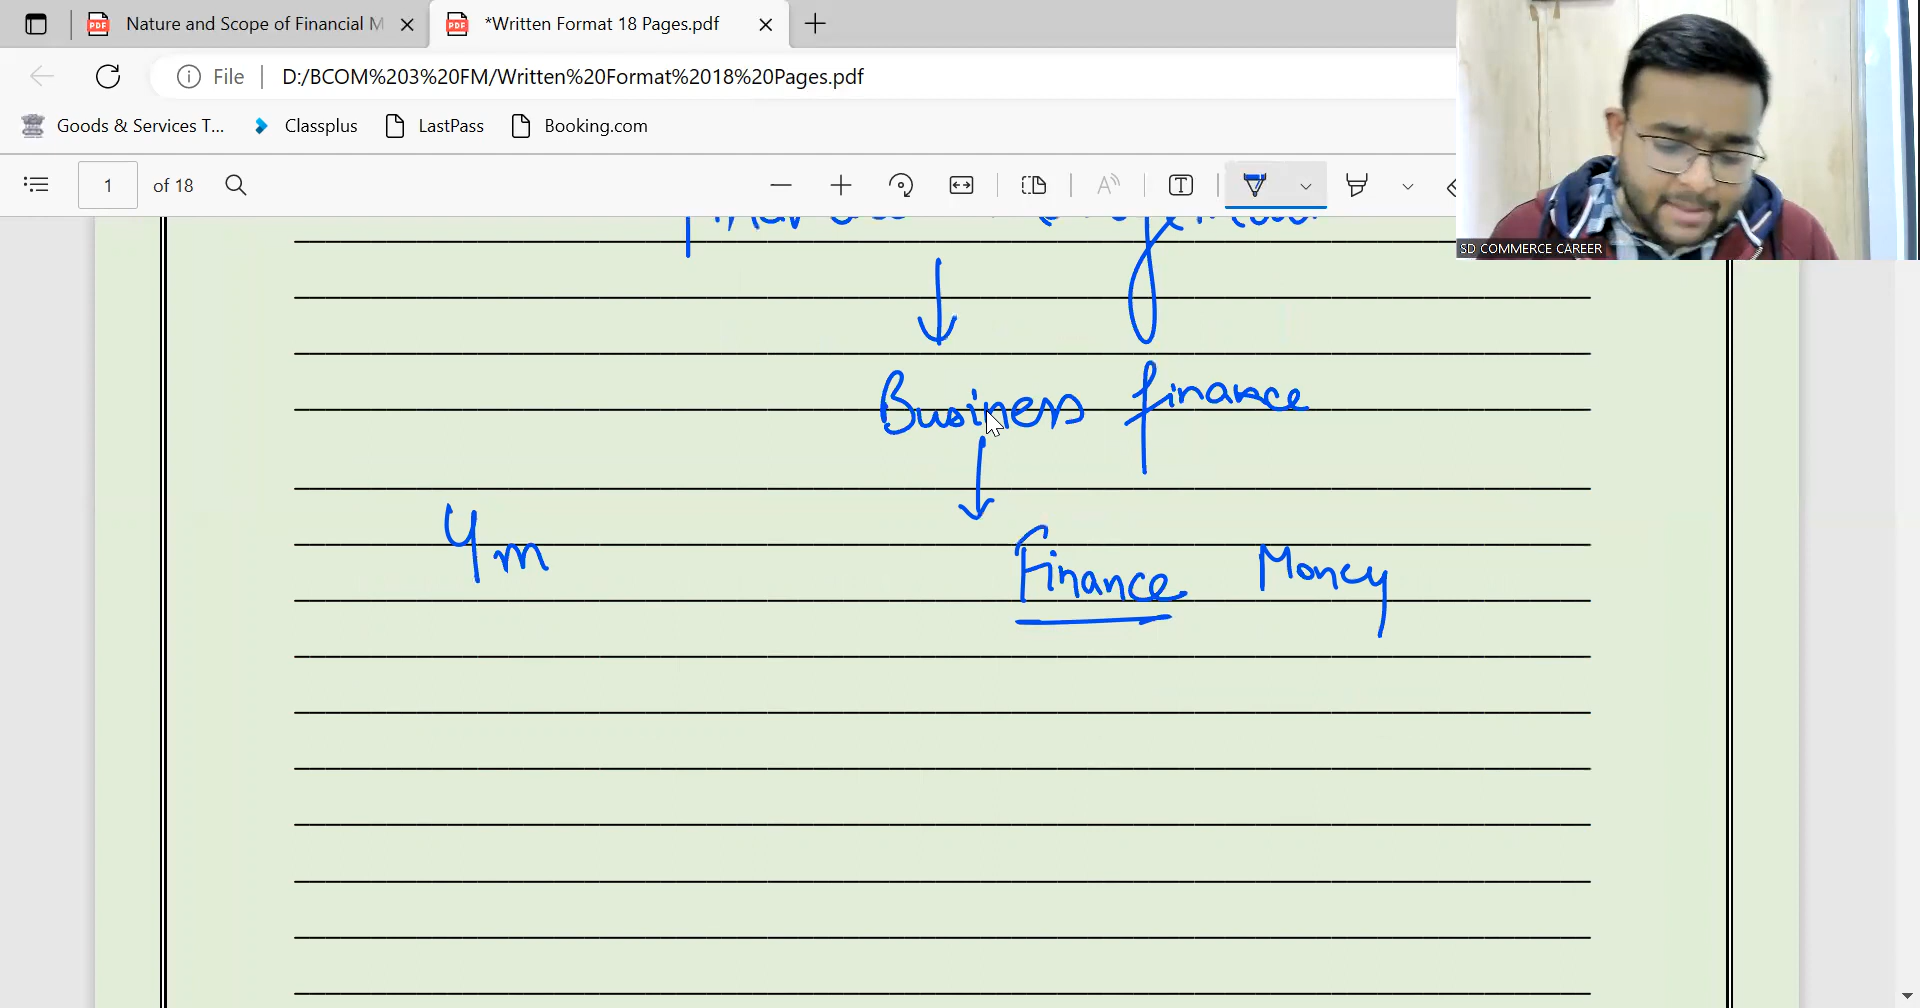 Nature and Scope of Financial M
*Written Format 18 Pages.pdf
File
D:/BCOM%203%20FM/Written%20Format%2018%20Pages.pdf
Goods & Services T...
Classplus
LastPass
Booking.com
1 of 18
SD COMMERCE CAREER
Business finance
4m
Finance Money